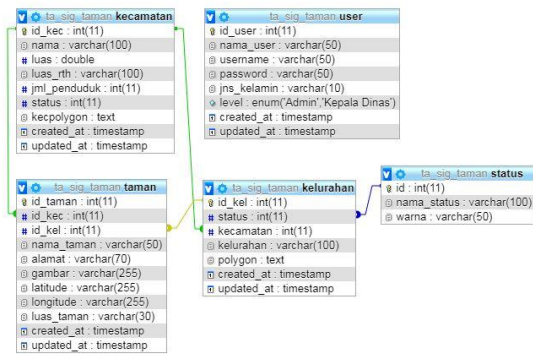 ta_sig_taman kecamatan
id_kec : int(11)
nama : varchar(100)
luas : double
luas_rth : varchar(100)
jml_penduduk : int(11)
status : int(11)
kecpolygon : text
created_at : timestamp
updated_at : timestamp
ta_sig_taman user
id_user : int(11)
nama_user : varchar(50)
username : varchar(50)
password : varchar(50)
jns_kelamin : varchar(10)
level : enum('Admin','Kepala Dinas')
created_at : timestamp
updated_at : timestamp
ta_sig_taman taman
id_taman : int(11)
id_kec : int(11)
id_kel : int(11)
nama_taman : varchar(50)
alamat : varchar(70)
gambar : varchar(255)
latitude : varchar(255)
longitude : varchar(255)
luas_taman : varchar(30)
created_at : timestamp
updated_at : timestamp
ta_sig_taman kelurahan
id_kel : int(11)
status : int(11)
kecamatan : int(11)
kelurahan : varchar(100)
polygon : text
created_at : timestamp
updated_at : timestamp
ta_sig_taman status
id : int(11)
nama_status : varchar(100)
warna : varchar(50)